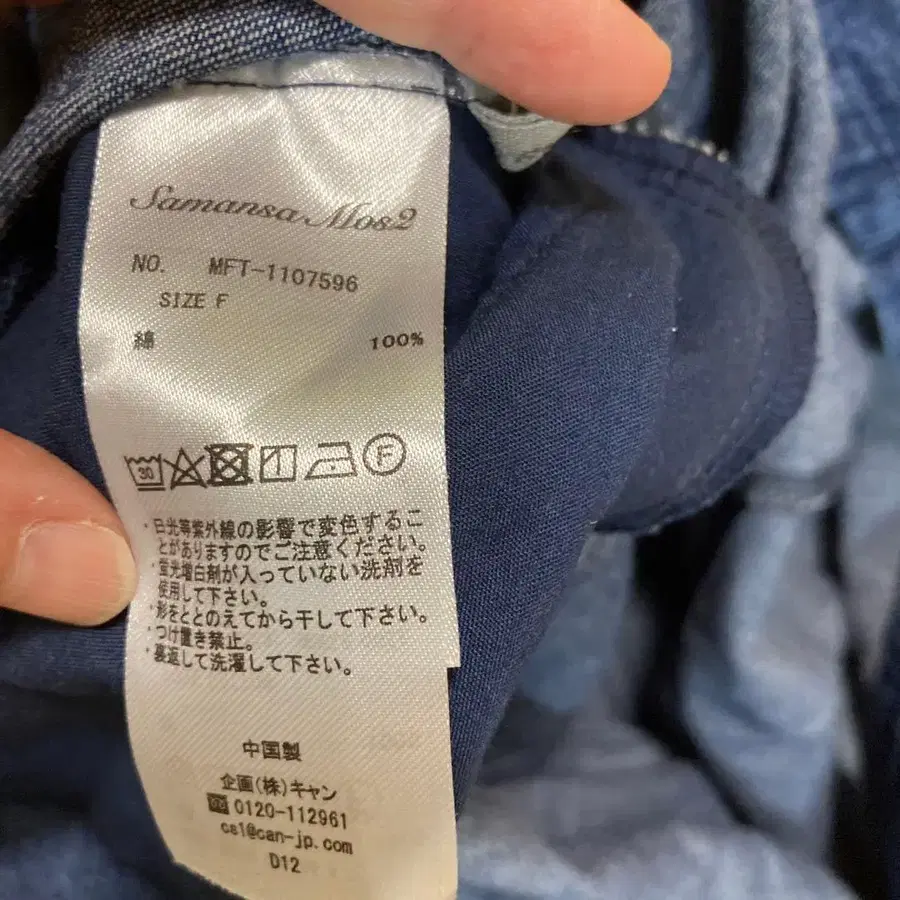 Samansa Mos2
NO. MFT-1107596
SIZE F
綿 100%
30 F
・日光等紫外線の影響で変色するこ
とがありますのでご注意ください。
・蛍光増白剤が入っていない洗剤を
使用して下さい。
・形をととのえてから干して下さい。
・つけ置き禁止。
・裏返して洗濯して下さい。
中国製
企画(株)キャン
0120-112961
cs1@can-jp.com
D12